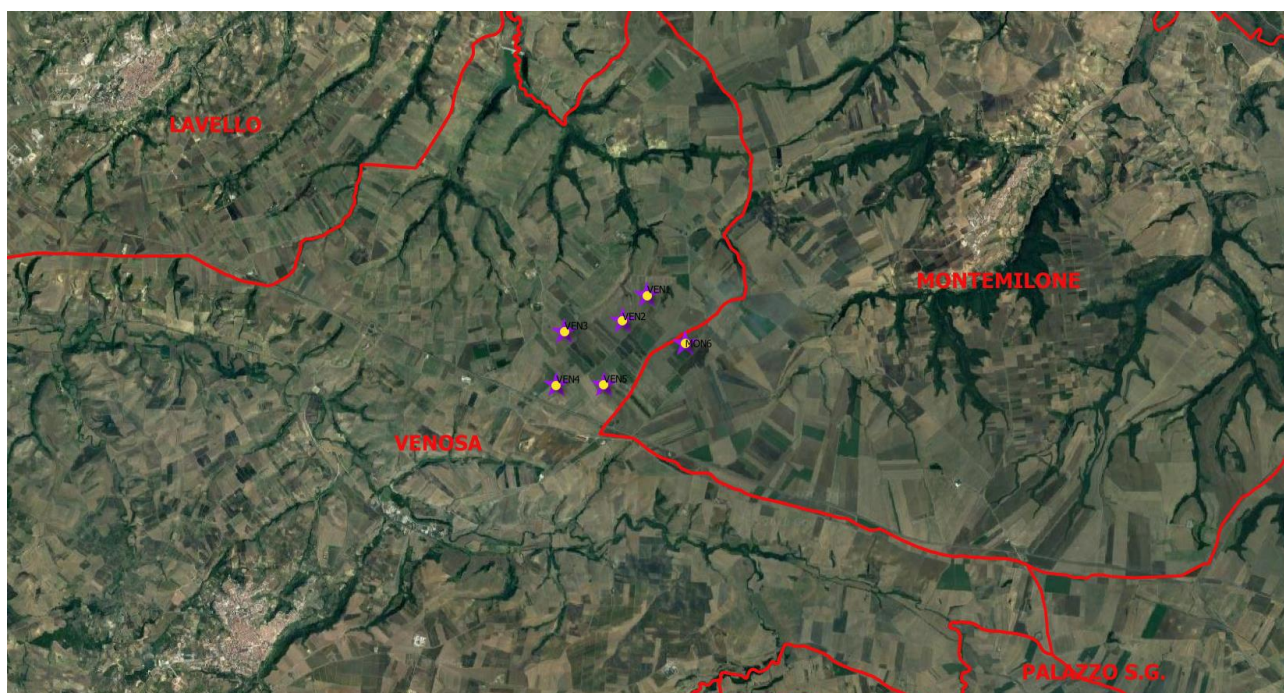 LAVELLO
MONTEMILONE
VEN1
VEN2
VEN3
MON6
VEN4
VEN5
VENOSA
PALAZZO S.G.